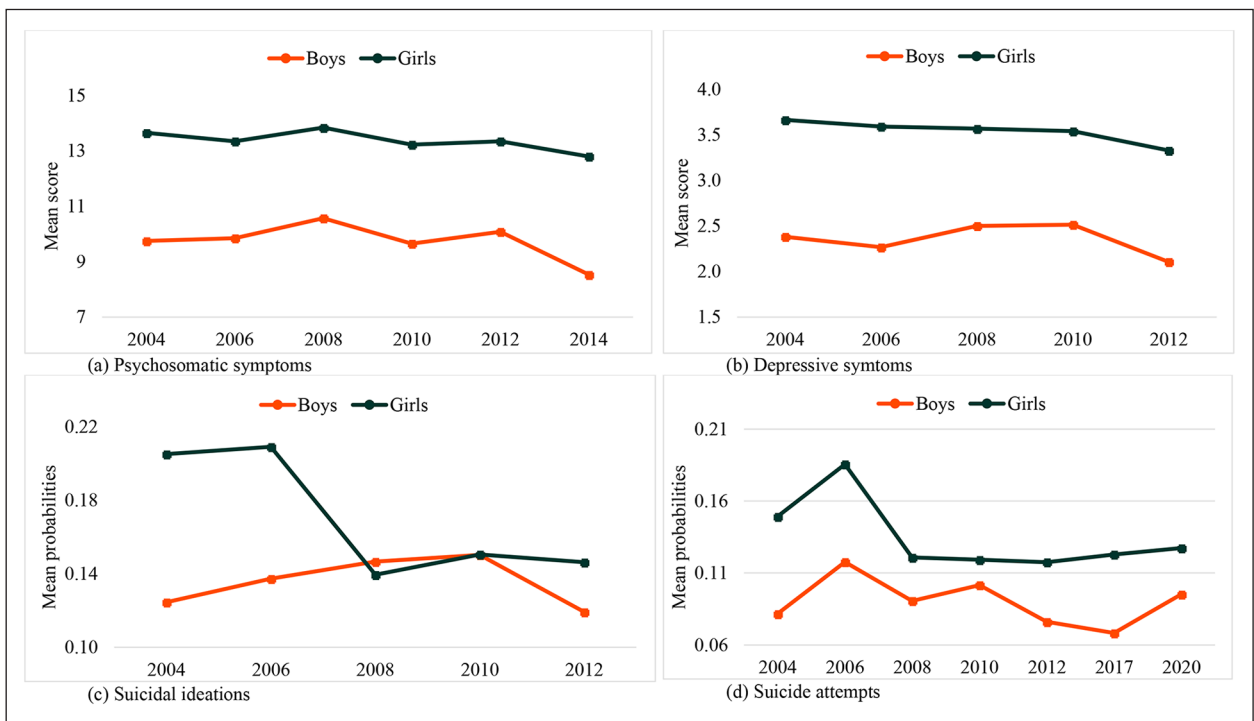 Boys Girls
15
13
11
9
7
Mean score
2004 2006 2008 2010 2012 2014
(a) Psychosomatic symptoms
Boys Girls
4.0
3.5
3.0
2.5
2.0
1.5
Mean score
2004 2006 2008 2010 2012
(b) Depressive symtoms
Boys Girls
0.22
0.18
0.14
0.10
Mean probabilities
2004 2006 2008 2010 2012
(c) Suicidal ideations
Boys Girls
0.21
0.16
0.11
0.06
Mean probabilities
2004 2006 2008 2010 2012 2017 2020
(d) Suicide attempts